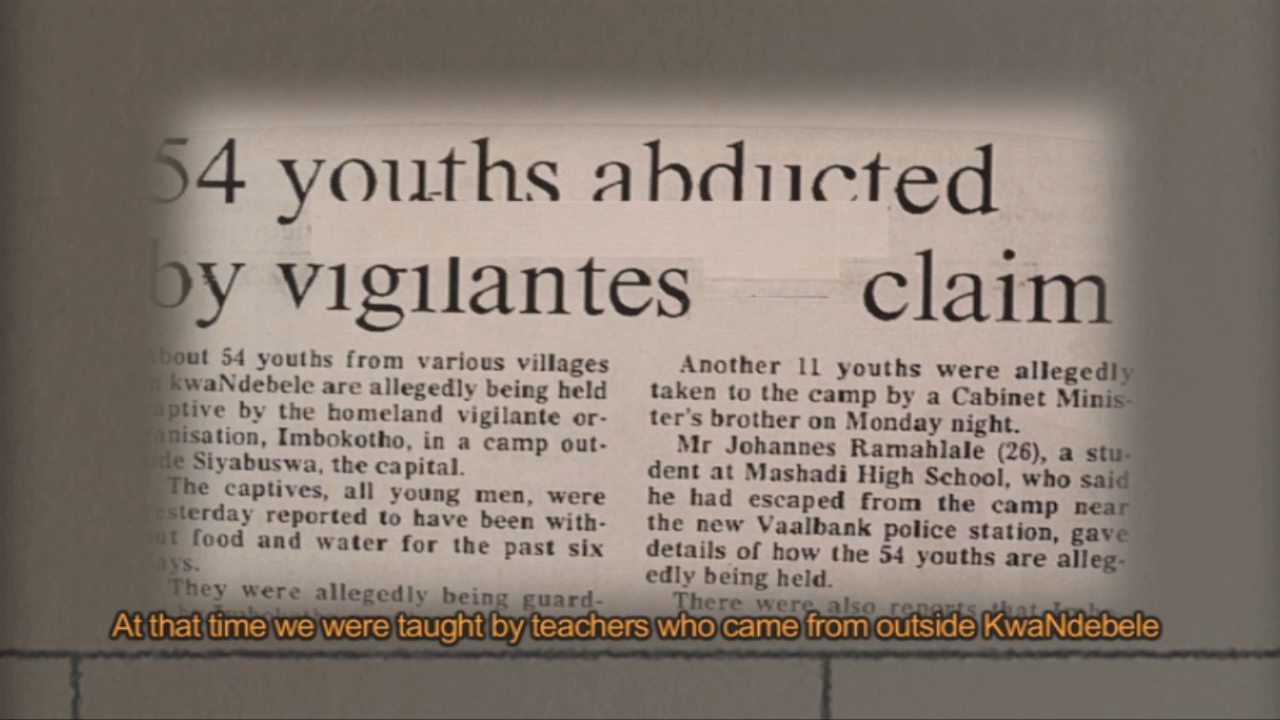 54 youths abducted
by vigilantes claim
bout 54 youths from various villages
kwaNdebele are allegedly being held
aptive by the homeland vigilante or-
anisation, Imbokotho, in a camp out-
de Siyabuswa, the capital.
The captives, all young men, were
esterday reported to have been with-
ut food and water for the past six
ays.
They were allegedly being guard-
Another 11 youths were allegedly
taken to the camp by a Cabinet Minis-
ter's brother on Monday night.
Mr Johannes Ramahlale (26), a stu-
dent at Mashadi High School, who said
he had escaped from the camp near
the new Vaalbank police station, gave
details of how the 54 youths are alleg-
edly being held.
There were also reports that
At that time we were taught by teachers who came from outside KwaNdebele